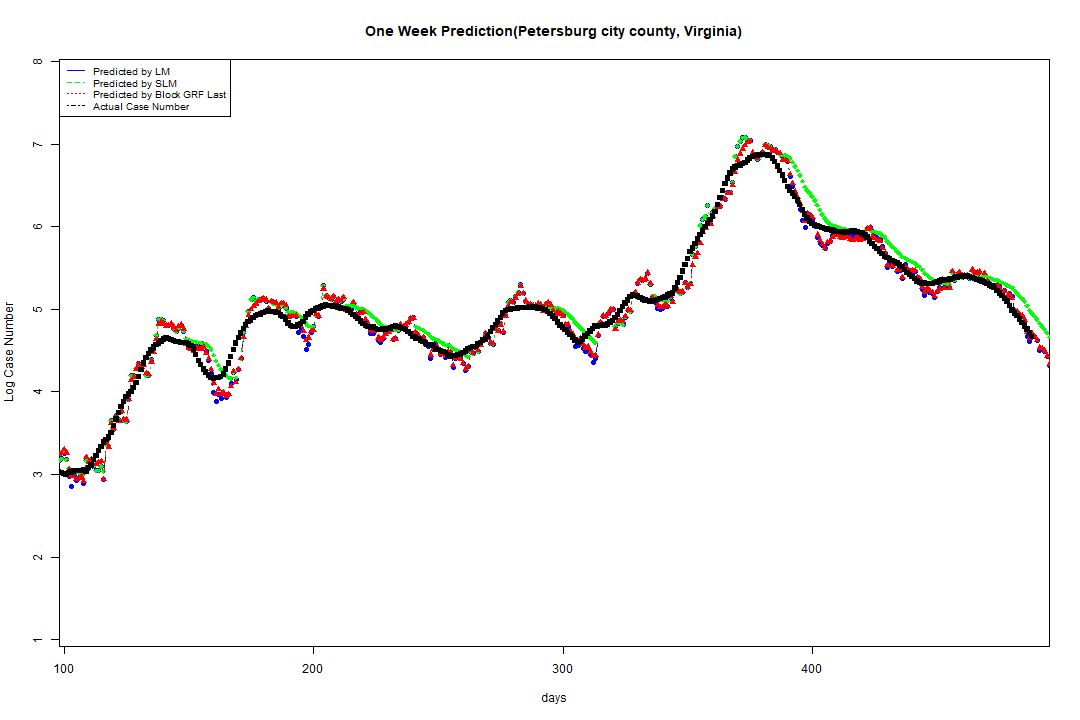 One Week Prediction(Petersburg city county, Virginia)
Predicted by LM
Predicted by SLM
Predicted by Block GRF Last
Actual Case Number
8
7
6
5
4
3
2
1
Log Case Number
100 200 300 400
days